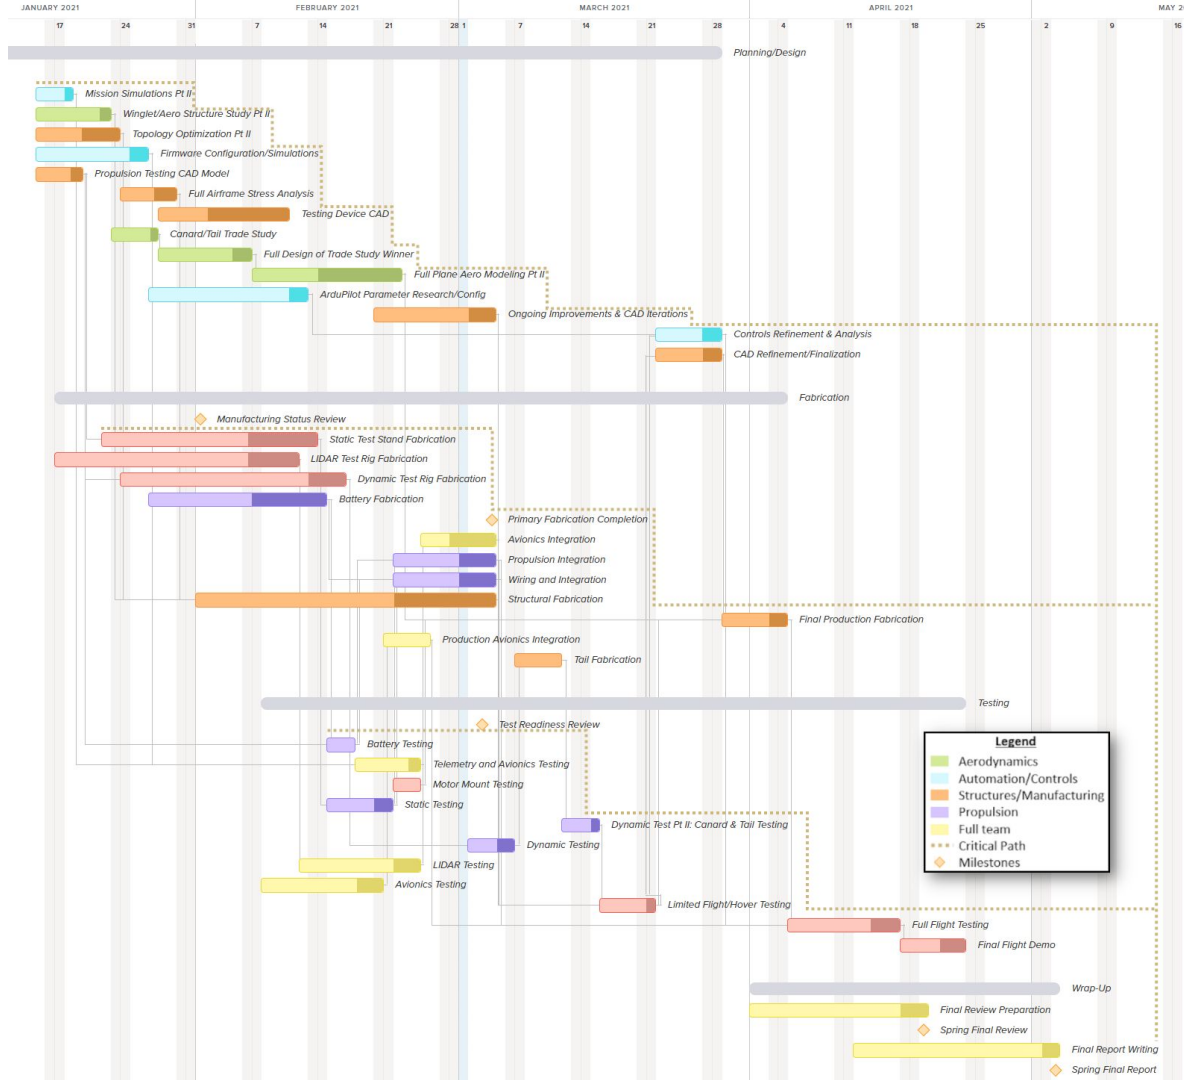 JANUARY 2021 FEBRUARY 2021 MARCH 2021 APRIL 2021 MAY 2
17 24 31 7 14 21 28 1 7 14 21 28 4 11 18 25 2 9 16
Planning/Design
Mission Simulations Pt II
Winglet/Aero Structure Study Pt II
Topology Optimization Pt II
Firmware Configuration/Simulations
Propulsion Testing CAD Model
Full Airframe Stress Analysis
Testing Device CAD
Canard/Tail Trade Study
Full Design of Trade Study Winner
Full Plane Aero Modeling Pt II
ArduPilot Parameter Research/Config
Ongoing Improvements & CAD Iterations
Controls Refinement & Analysis
CAD Refinement/Finalization
Fabrication
Manufacturing Status Review
Static Test Stand Fabrication
LIDAR Test Rig Fabrication
Dynamic Test Rig Fabrication
Battery Fabrication
Primary Fabrication Completion
Avionics Integration
Propulsion Integration
Wiring and Integration
Structural Fabrication
Final Production Fabrication
Production Avionics Integration
Tail Fabrication
Testing
Test Readiness Review
Battery Testing
Telemetry and Avionics Testing
Motor Mount Testing
Static Testing
Dynamic Test Pt II: Canard & Tail Testing
Dynamic Testing
LIDAR Testing
Avionics Testing
Limited Flight/Hover Testing
Full Flight Testing
Final Flight Demo
Wrap-Up
Final Review Preparation
Spring Final Review
Final Report Writing
Spring Final Report
Legend
Aerodynamics
Automation/Controls
Structures/Manufacturing
Propulsion
Full team
Critical Path
Milestones